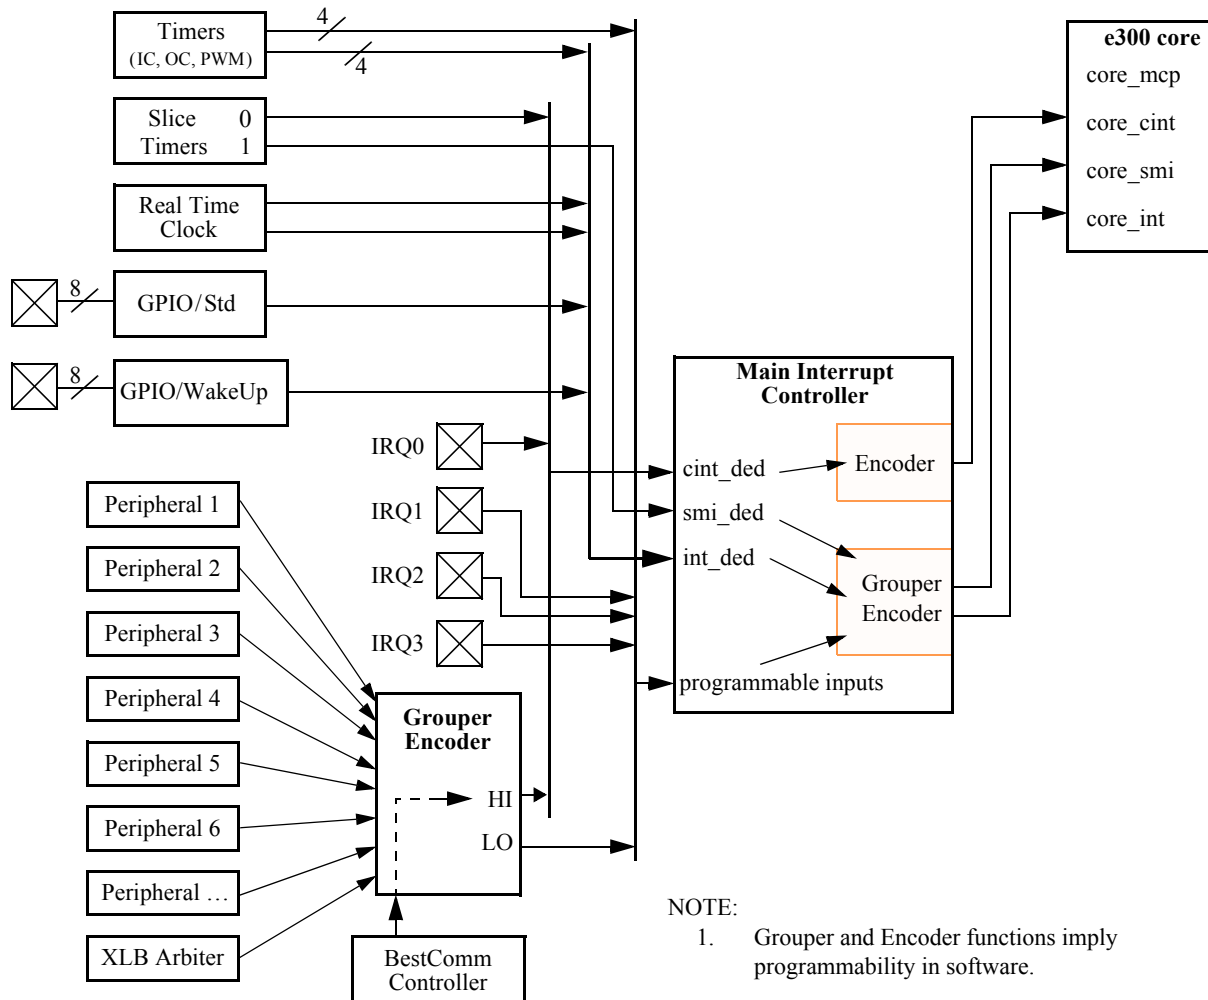 Timers
(IC, OC, PWM)
4
4
Slice 0
Timers 1
Real Time
Clock
8
GPIO/Std
8
GPIO/WakeUp
IRQ0
IRQ1
IRQ2
IRQ3
Peripheral 1
Peripheral 2
Peripheral 3
Peripheral 4
Peripheral 5
Peripheral 6
Peripheral …
XLB Arbiter
Grouper
Encoder
HI
LO
BestComm
Controller
Main Interrupt
Controller
cint_ded
smi_ded
int_ded
programmable inputs
Encoder
Grouper
Encoder
e300 core
core_mcp
core_cint
core_smi
core_int
NOTE:
1. Grouper and Encoder functions imply
programmability in software.